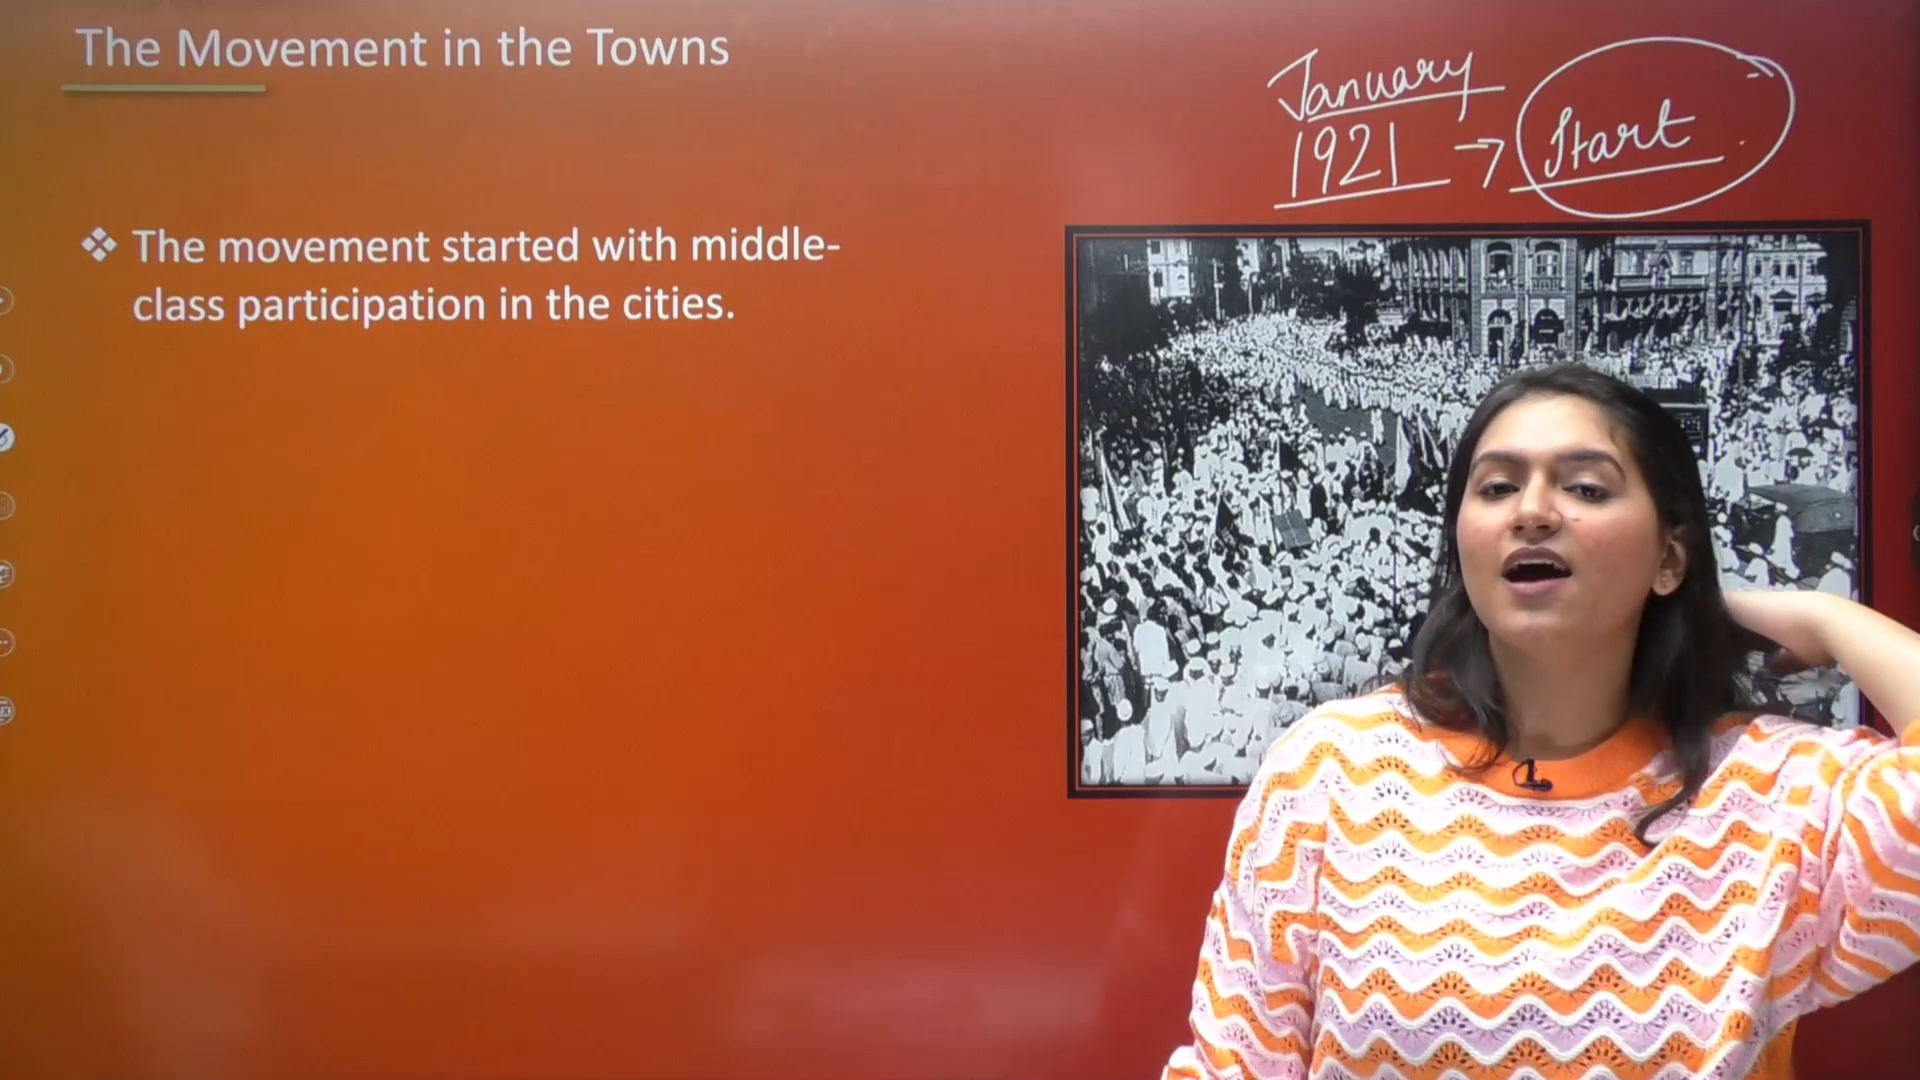 The Movement in the Towns
January
1921 → Start
❖ The movement started with middle-
class participation in the cities.